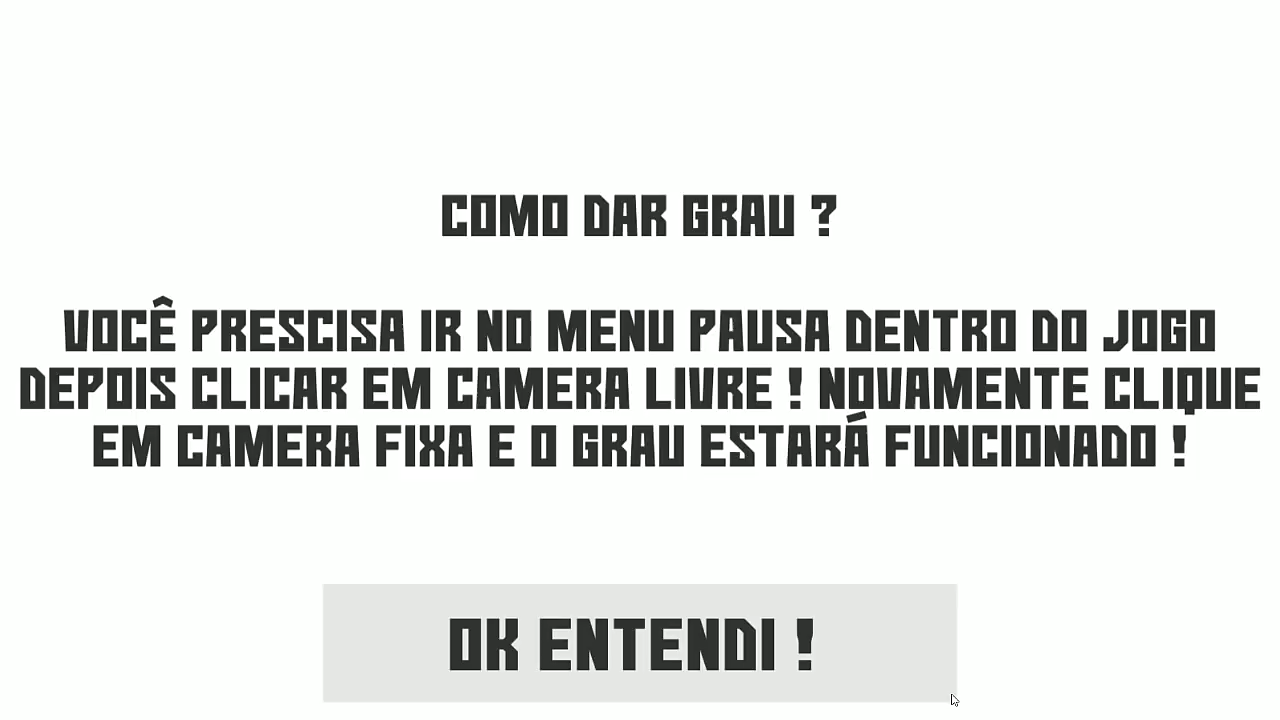 COMO DAR GRAU ?
VOCÊ PRESCISA IR NO MENU PAUSA DENTRO DO JOGO
DEPOIS CLICAR EM CAMERA LIVRE ! NOVAMENTE CLIQUE
EM CAMERA FIXA E O GRAU ESTARÁ FUNCIONADO !
OK ENTENDI !